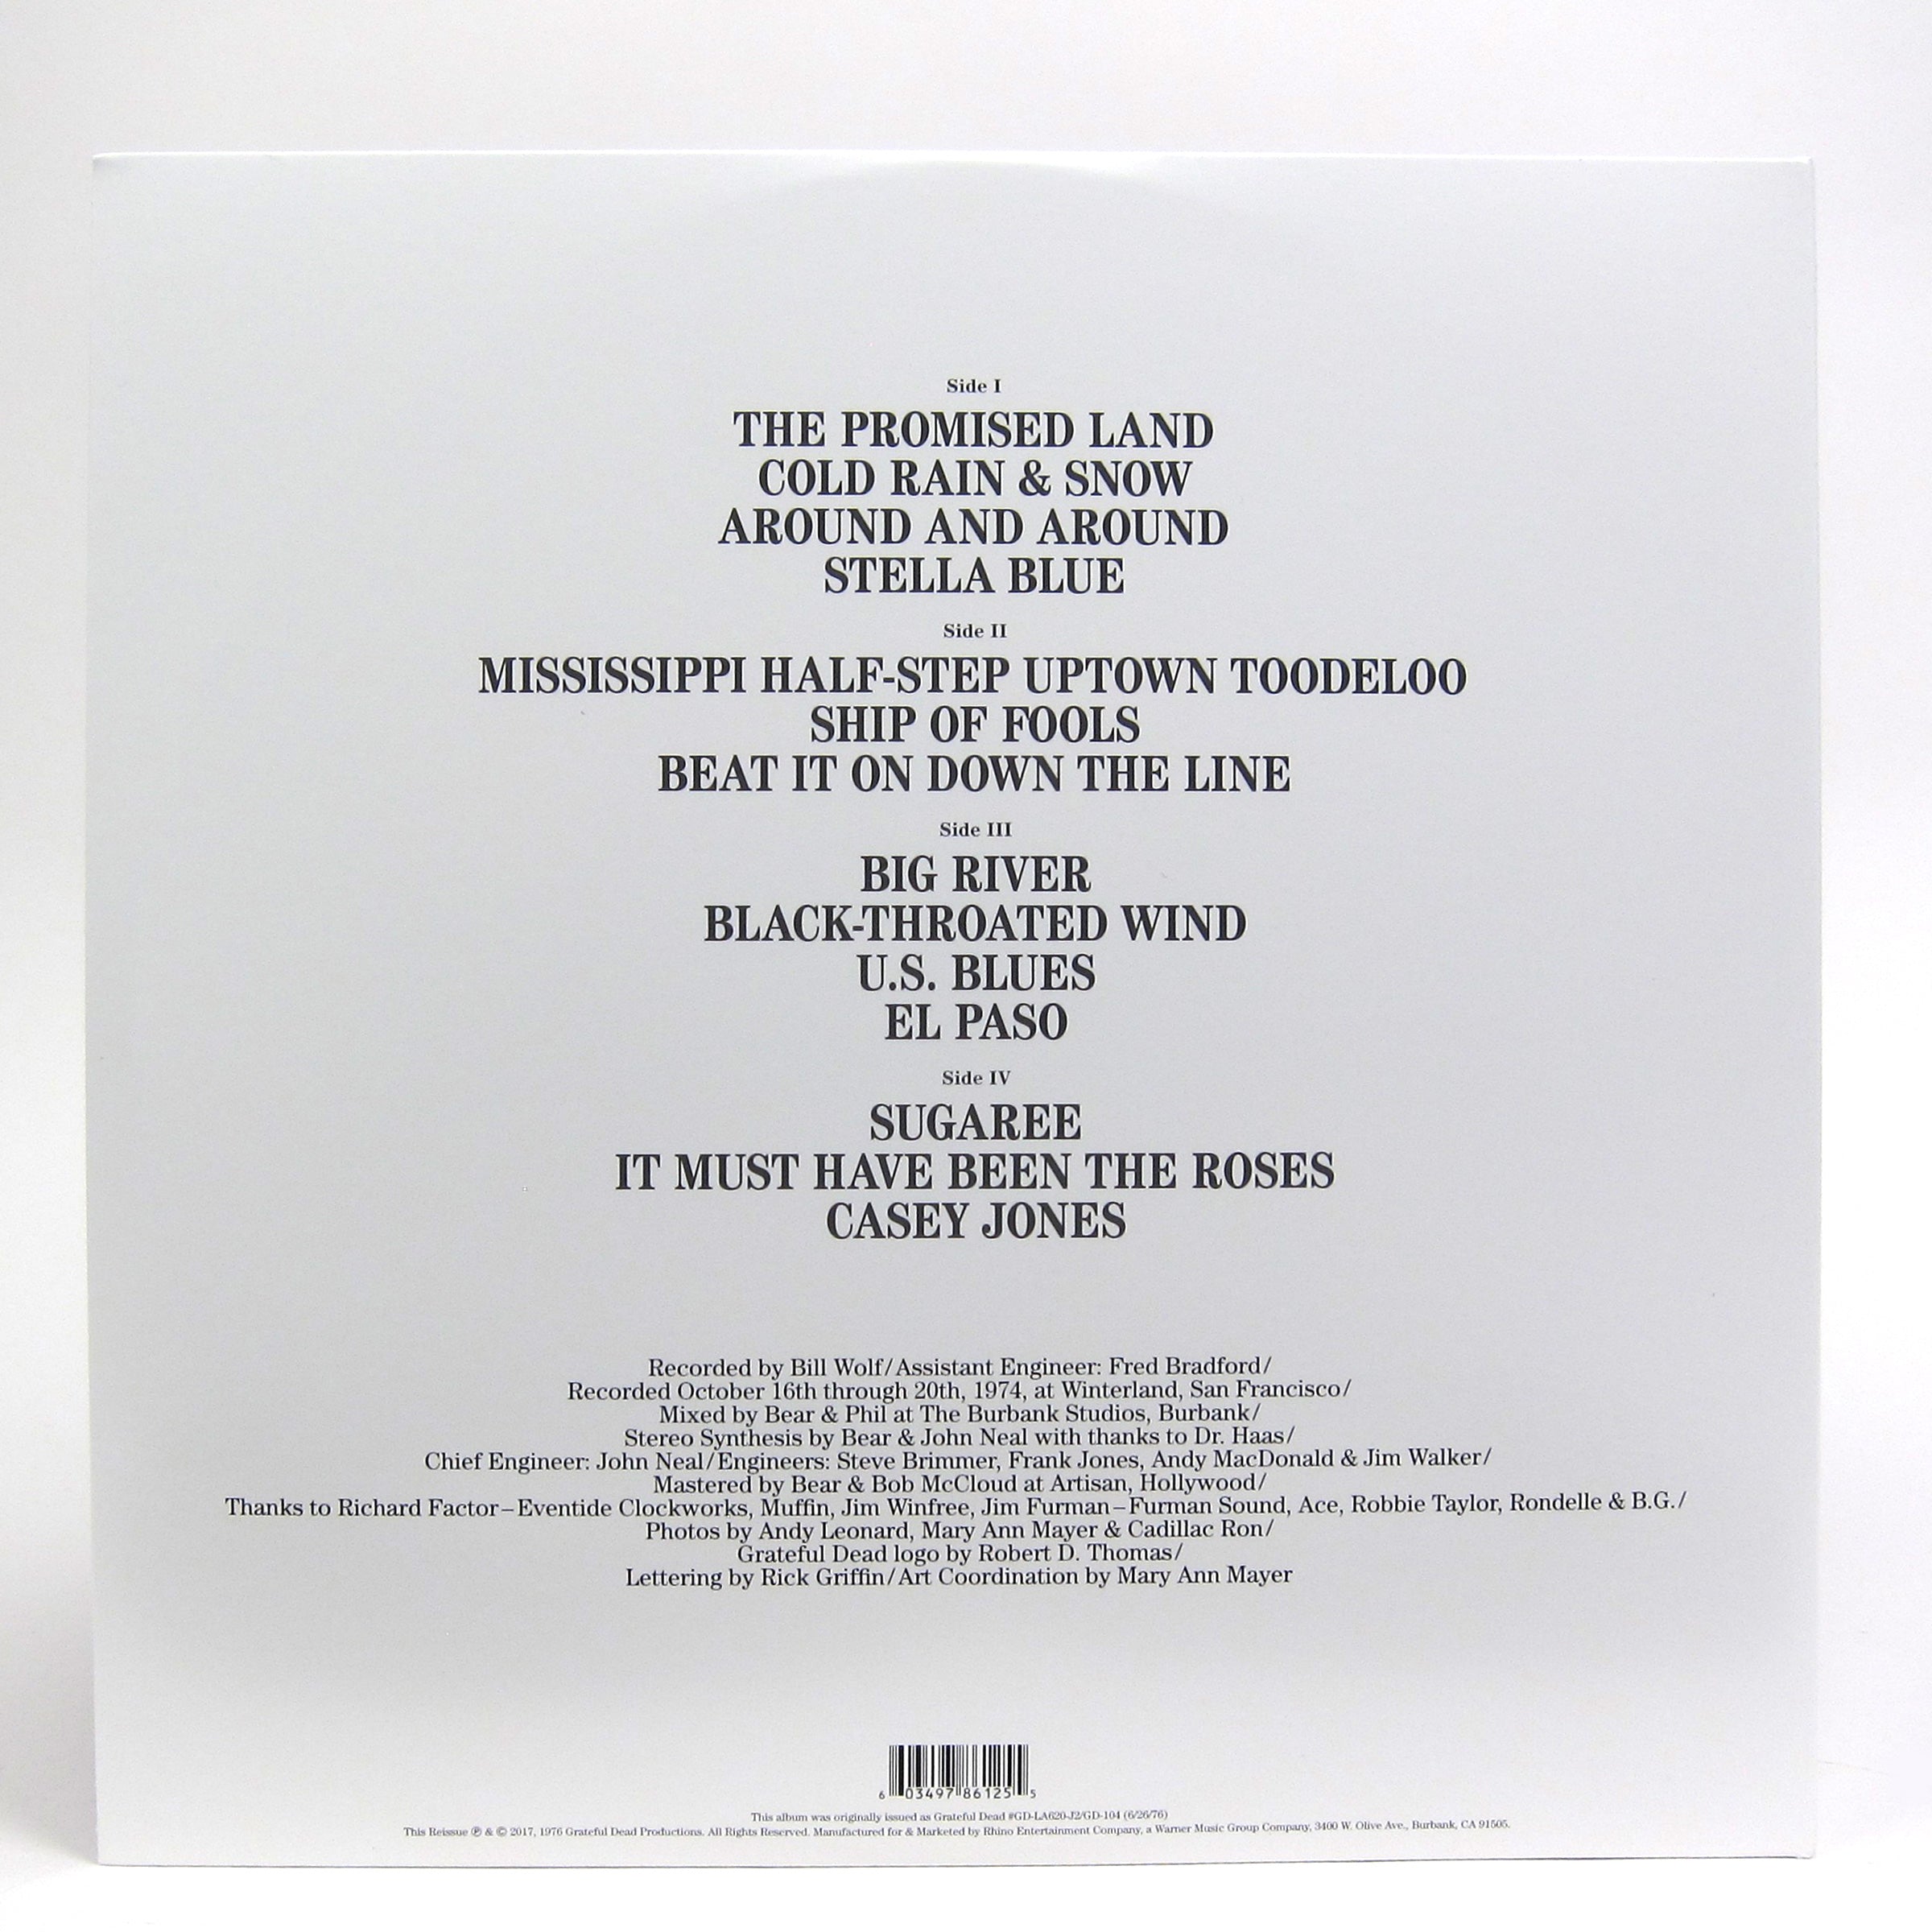 Side I
THE PROMISED LAND
COLD RAIN & SNOW
AROUND AND AROUND
STELLA BLUE
Side II
MISSISSIPPI HALF-STEP UPTOWN TOODELOO
SHIP OF FOOLS
BEAT IT ON DOWN THE LINE
Side III
BIG RIVER
BLACK-THROATED WIND
U.S. BLUES
EL PASO
Side IV
SUGAREE
IT MUST HAVE BEEN THE ROSES
CASEY JONES
Recorded by Bill Wolf/Assistant Engineer: Fred Bradford/
Recorded October 16th through 20th, 1974, at Winterland, San Francisco/
Mixed by Bear & Phil at The Burbank Studios, Burbank/
Stereo Synthesis by Bear & John Neal with thanks to Dr. Haas/
Chief Engineer: John Neal/Engineers: Steve Brimmer, Frank Jones, Andy MacDonald & Jim Walker/
Mastered by Bear & Bob McCloud at Artisan, Hollywood/
Thanks to Richard Factor–Eventide Clockworks, Muffin, Jim Winfree, Jim Furman–Furman Sound, Ace, Robbie Taylor, Rondelle & B.G./
Photos by Andy Leonard, Mary Ann Mayer & Cadillac Ron/
Grateful Dead logo by Robert D. Thomas/
Lettering by Rick Griffin/Art Coordination by Mary Ann Mayer
6 03497 86125 5
This album was originally issued as Grateful Dead #GD-LA620-J2/GD-104 (6/26/76)
This Reissue ℗ & © 2017, 1976 Grateful Dead Productions. All Rights Reserved. Manufactured for & Marketed by Rhino Entertainment Company, a Warner Music Group Company, 3400 W. Olive Ave., Burbank, CA 91505.